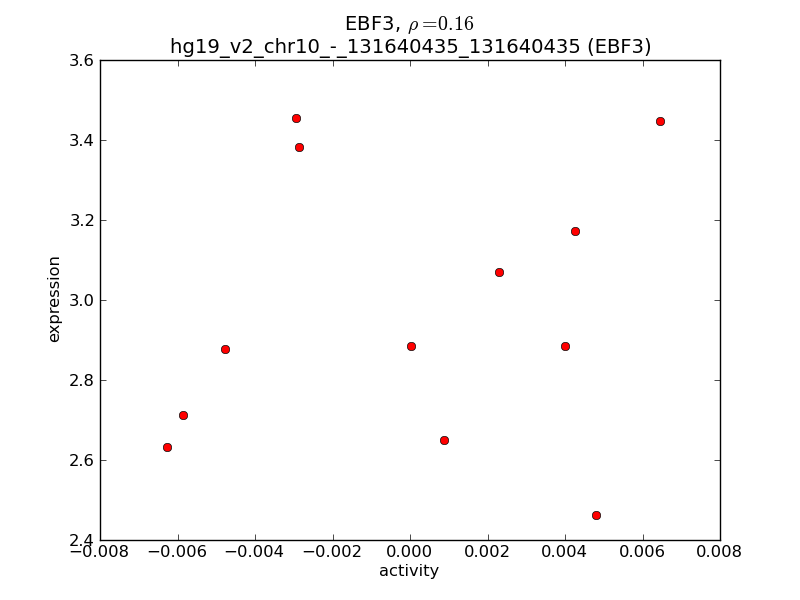 EBF3, ρ=0.16
hg19_v2_chr10_-_131640435_131640435 (EBF3)
3.6
3.4
3.2
3.0
2.8
2.6
2.4
expression
−0.008 −0.006 −0.004 −0.002 0.000 0.002 0.004 0.006 0.008
activity